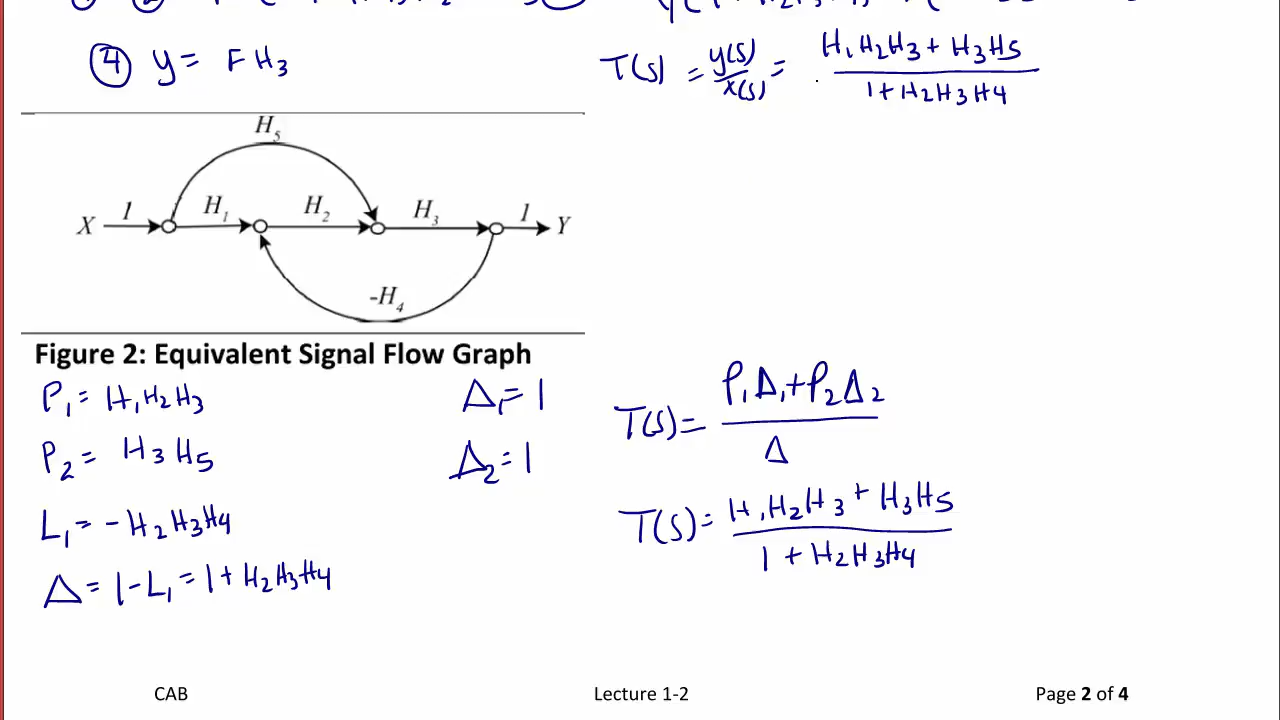 ④ y = F H₃
T(s) = y(s)/x(s) = (H₁H₂H₃ + H₃H₅)/(1 + H₂H₃H₄)
H₅
X 1 H₁ H₂ H₃ 1 Y
-H₄
Figure 2: Equivalent Signal Flow Graph
P₁ = H₁H₂H₃
Δ₁ = 1
T(s) = (P₁Δ₁ + P₂Δ₂)/Δ
P₂ = H₃H₅
Δ₂ = 1
L₁ = -H₂H₃H₄
T(s) = (H₁H₂H₃ + H₃H₅)/(1 + H₂H₃H₄)
Δ = 1 - L₁ = 1 + H₂H₃H₄
CAB Lecture 1-2 Page 2 of 4